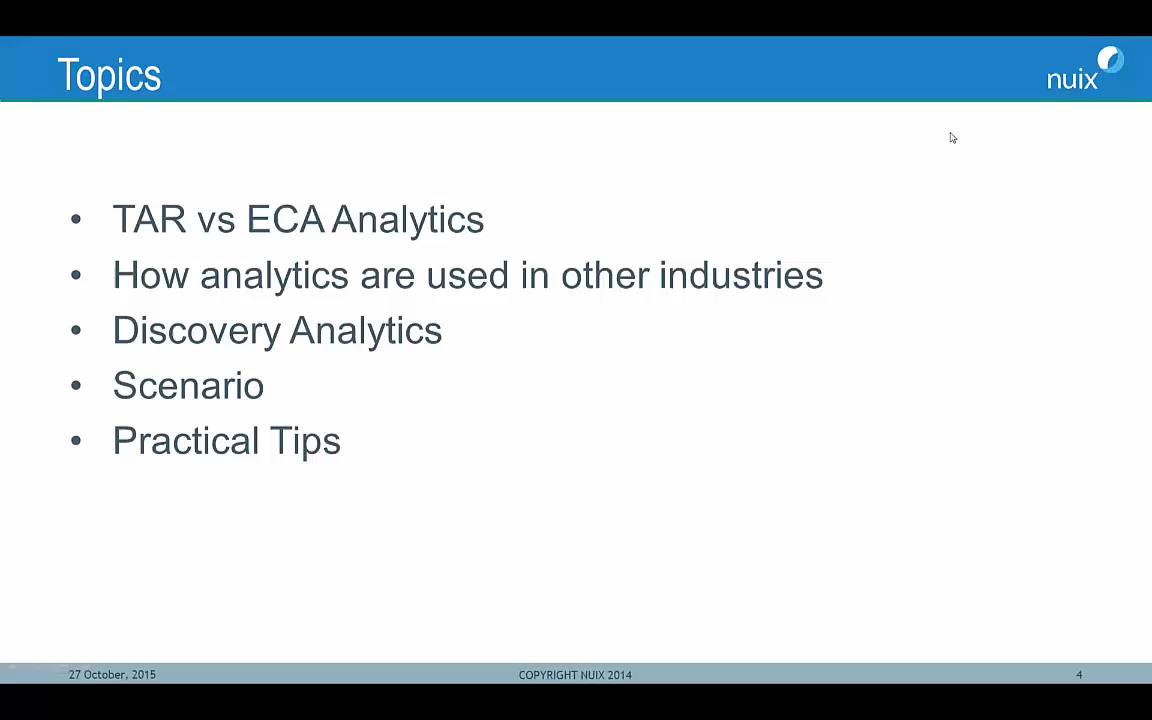 Topics
nuix
• TAR vs ECA Analytics
• How analytics are used in other industries
• Discovery Analytics
• Scenario
• Practical Tips
27 October, 2015
COPYRIGHT NUIX 2014
4